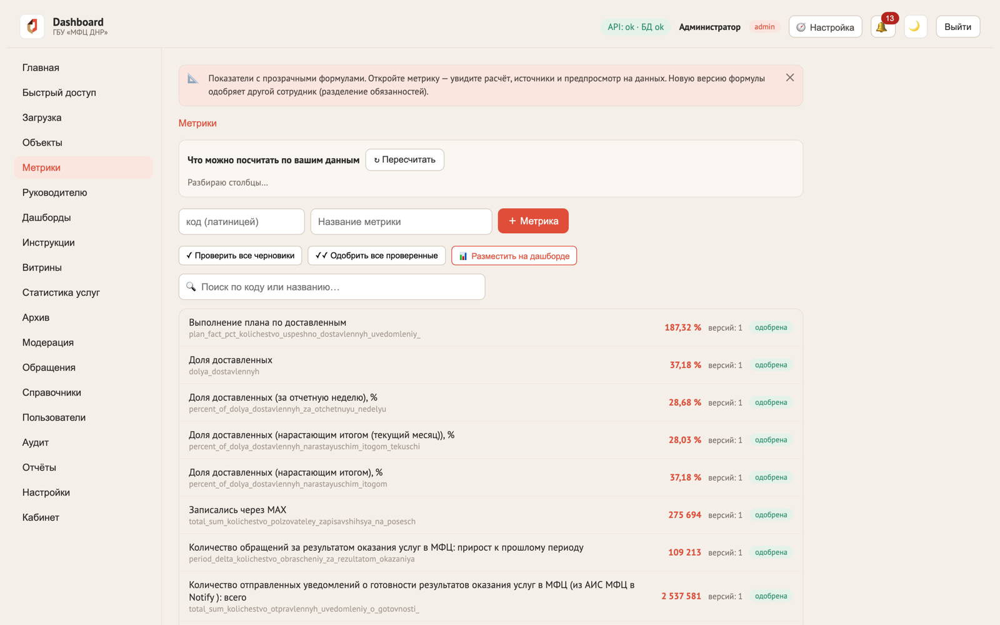 Dashboard
ГБУ «МФЦ ДНР»
API: ok · БД ok
Администратор
admin
Настройка
13
Выйти
Главная
Быстрый доступ
Загрузка
Объекты
Метрики
Руководителю
Дашборды
Инструкции
Витрины
Статистика услуг
Архив
Модерация
Обращения
Справочники
Пользователи
Аудит
Отчёты
Настройки
Кабинет
Показатели с прозрачными формулами. Откройте метрику — увидите расчёт, источники и предпросмотр на данных. Новую версию формулы
одобряет другой сотрудник (разделение обязанностей).
Метрики
Что можно посчитать по вашим данным
↻ Пересчитать
Разбираю столбцы...
код (латиницей)
Название метрики
+ Метрика
✓ Проверить все черновики
✓✓ Одобрить все проверенные
Разместить на дашборде
Поиск по коду или названию…
Выполнение плана по доставленным
plan_fact_pct_kolichestvo_uspeshno_dostavlennyh_uvedomleniy_
187,32 % версий: 1 одобрена
Доля доставленных
dolya_dostavlennyh
37,18 % версий: 1 одобрена
Доля доставленных (за отчетную неделю), %
percent_of_dolya_dostavlennyh_za_otchetnuyu_nedelyu
28,68 % версий: 1 одобрена
Доля доставленных (нарастающим итогом (текущий месяц)), %
percent_of_dolya_dostavlennyh_narastayuschim_itogom_tekuschi
28,03 % версий: 1 одобрена
Доля доставленных (нарастающим итогом), %
percent_of_dolya_dostavlennyh_narastayuschim_itogom
37,18 % версий: 1 одобрена
Записались через MAX
total_sum_kolichestvo_polzovateley_zapisavshihsya_na_posesch
275 694 версий: 1 одобрена
Количество обращений за результатом оказания услуг в МФЦ: прирост к прошлому периоду
period_delta_kolichestvo_obrascheniy_za_rezultatom_okazaniya
109 213 версий: 1 одобрена
Количество отправленных уведомлений о готовности результатов оказания услуг в МФЦ (из АИС МФЦ в
Notify ): всего
total_sum_kolichestvo_otpravlennyh_uvedomleniy_o_gotovnosti_
2 537 581 версий: 1 одобрена